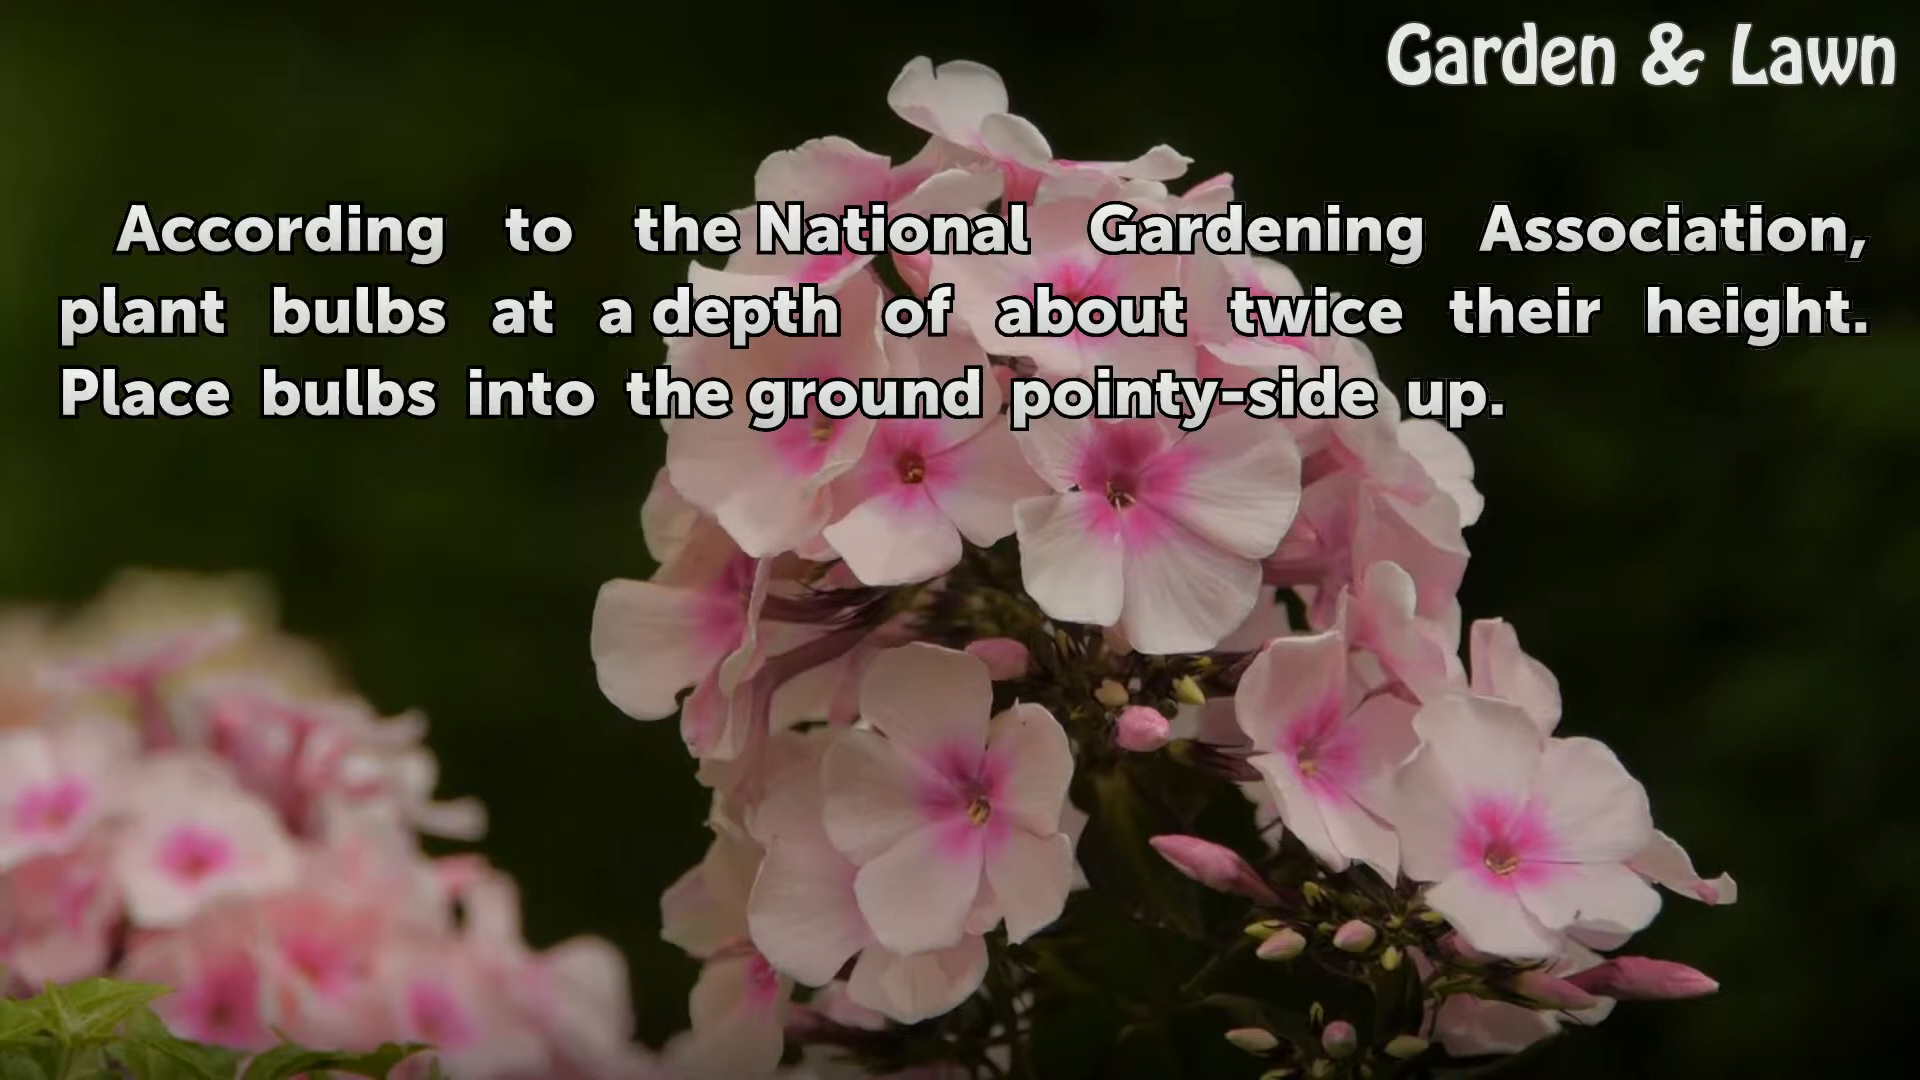 Garden & Lawn
According to the National Gardening Association,
plant bulbs at a depth of about twice their height.
Place bulbs into the ground pointy-side up.